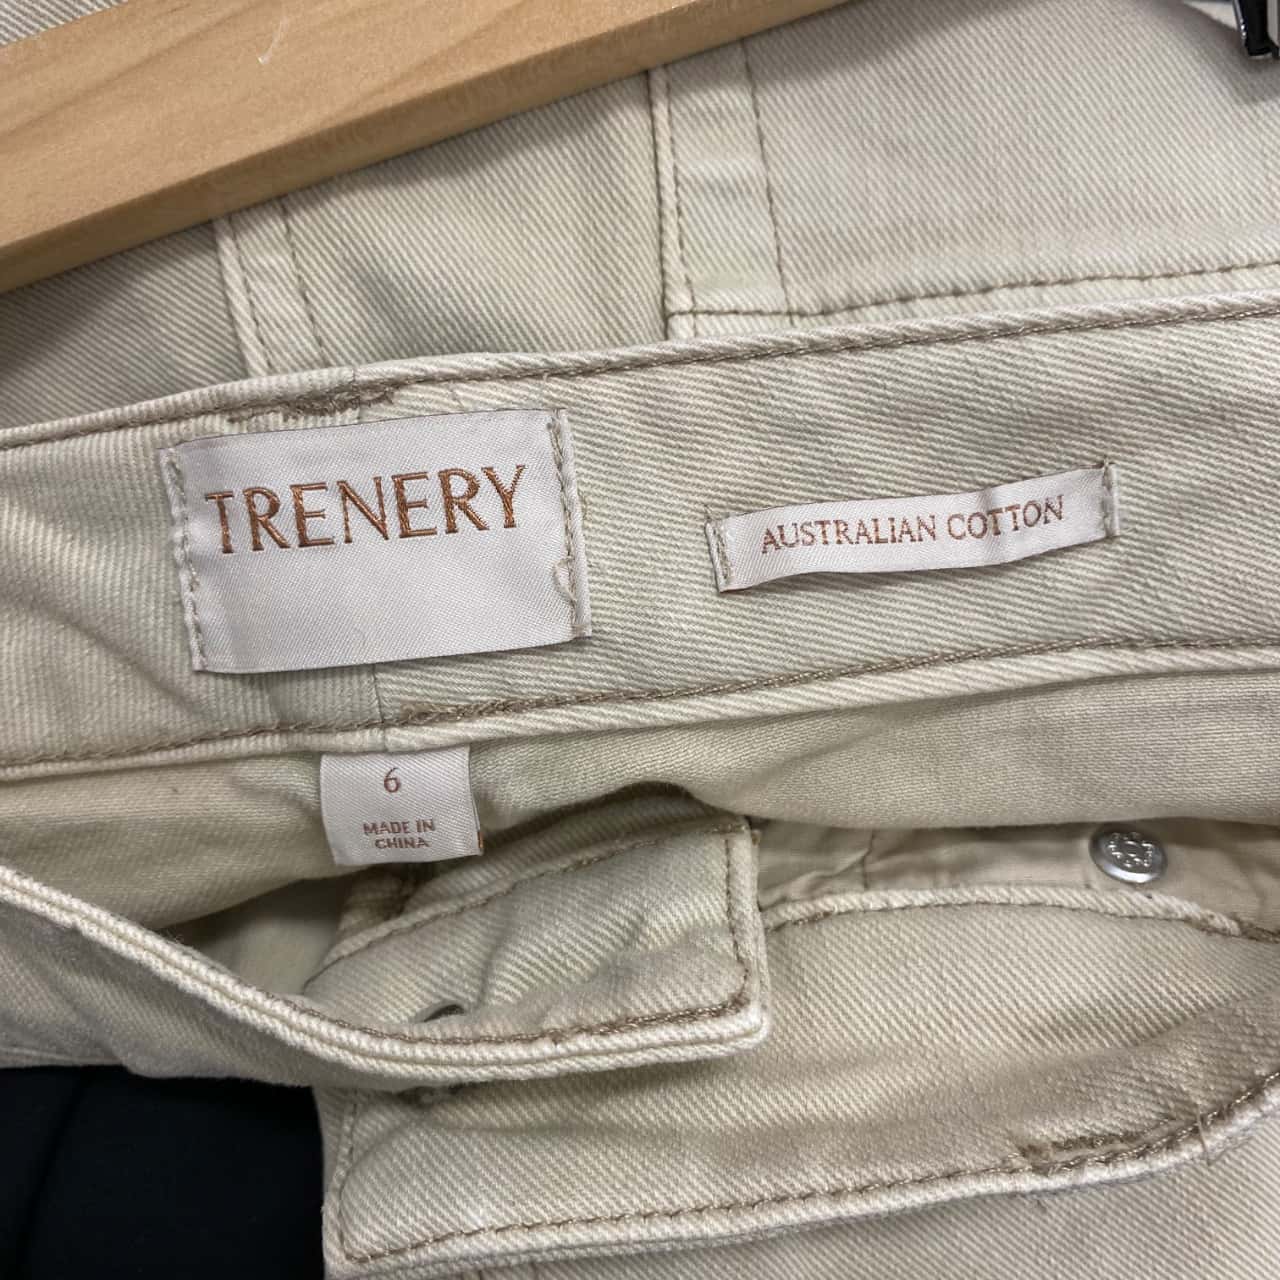 TRENERY
AUSTRALIAN COTTON
6
MADE IN
CHINA